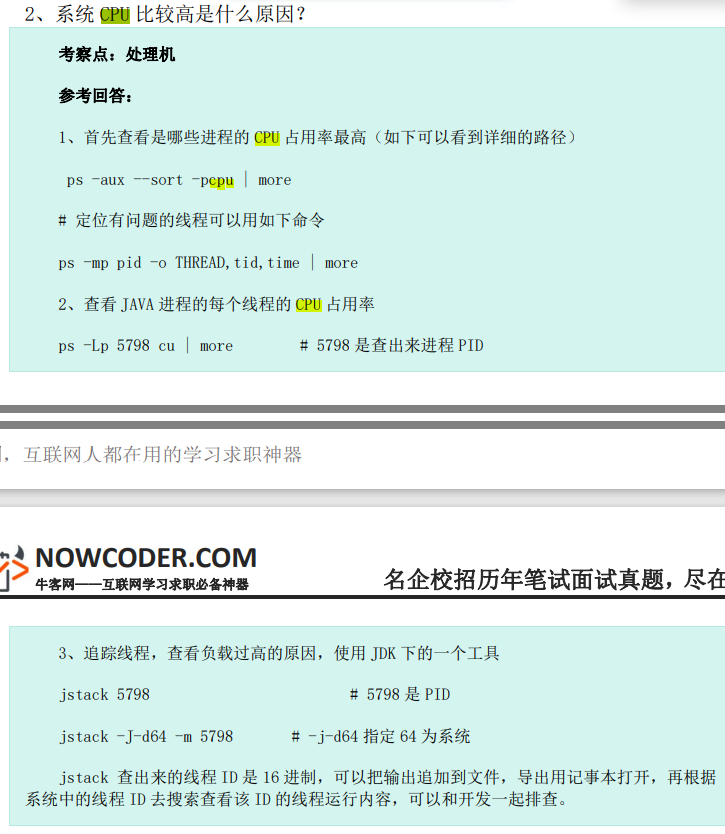 2、系统 CPU 比较高是什么原因？
考察点：处理机
参考回答：
1、首先查看是哪些进程的 CPU 占用率最高（如下可以看到详细的路径）
ps -aux --sort -pcpu | more
# 定位有问题的线程可以用如下命令
ps -mp pid -o THREAD,tid,time | more
2、查看 JAVA 进程的每个线程的 CPU 占用率
ps -Lp 5798 cu | more # 5798 是查出来进程 PID
，互联网人都在用的学习求职神器
NOWCODER.COM
牛客网——互联网学习求职必备神器
名企校招历年笔试面试真题，尽在
3、追踪线程，查看负载过高的原因，使用 JDK 下的一个工具
jstack 5798 # 5798 是 PID
jstack -J-d64 -m 5798 # -j-d64 指定 64 为系统
jstack 查出来的线程 ID 是 16 进制，可以把输出追加到文件，导出用记事本打开，再根据
系统中的线程 ID 去搜索查看该 ID 的线程运行内容，可以和开发一起排查。